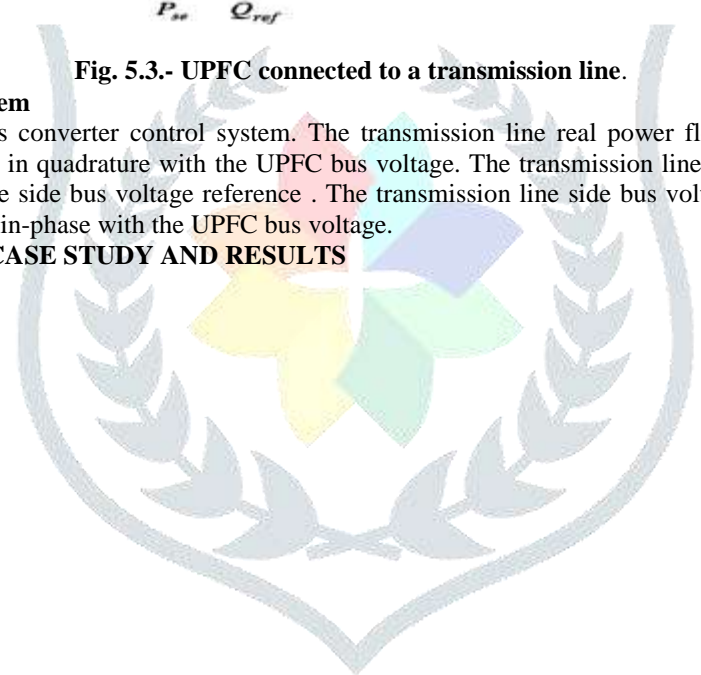 P_se Q_ref
Fig. 5.3.- UPFC connected to a transmission line.
em
s converter control system. The transmission line real power fl
in quadrature with the UPFC bus voltage. The transmission line
e side bus voltage reference . The transmission line side bus vol
in-phase with the UPFC bus voltage.
CASE STUDY AND RESULTS